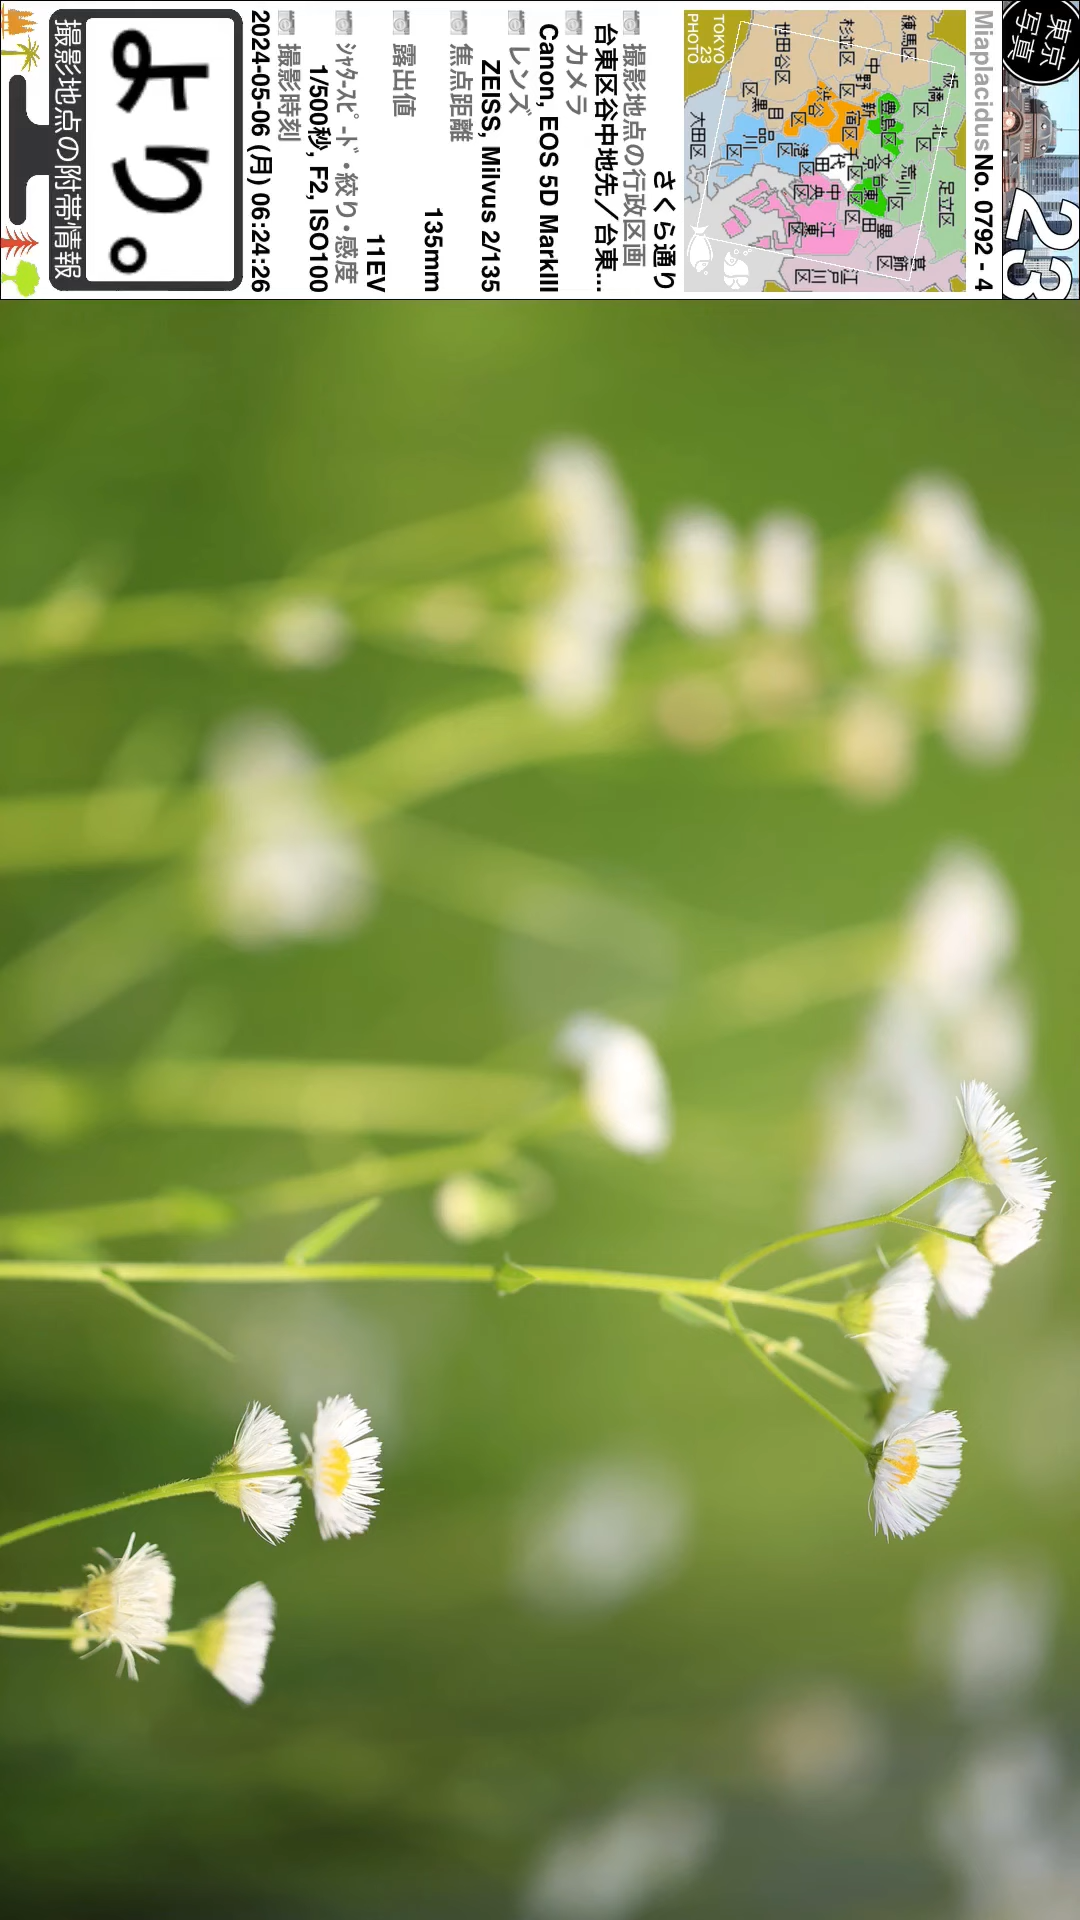 東京
写真
23
Miaplacidus No. 0792 - 4
練馬区
板橋区
北区
足立区
杉並区
中野区
豊島区
荒川区
葛飾区
世田谷区
渋谷区
新宿区
文京区
台東区
墨田区
目黒区
港区
千代田区
中央区
江東区
江戸川区
品川区
大田区
TOKYO
23
PHOTO
さくら通り
撮影地点の行政区画
台東区谷中地先／台東...
カメラ
Canon, EOS 5D MarkIII
レンズ
ZEISS, Milvus 2/135
焦点距離
135mm
露出値
11EV
ｼｬﾀｰｽﾋﾟｰﾄﾞ・絞り・感度
1/500秒, F2, ISO100
撮影時刻
2024-05-06 (月) 06:24:26
より。
撮影地点の附帯情報